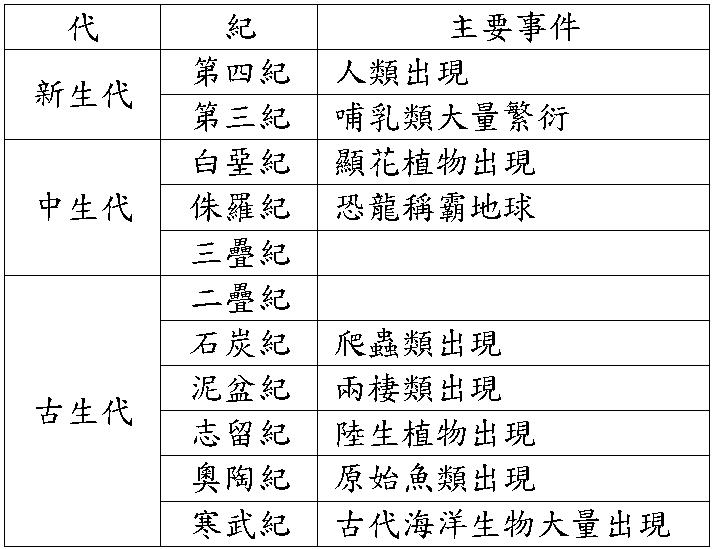 代 紀 主要事件
新生代 第四紀 人類出現
第三紀 哺乳類大量繁衍
中生代 白堊紀 顯花植物出現
侏羅紀 恐龍稱霸地球
三疊紀
古生代 二疊紀
石炭紀 爬蟲類出現
泥盆紀 兩棲類出現
志留紀 陸生植物出現
奧陶紀 原始魚類出現
寒武紀 古代海洋生物大量出現